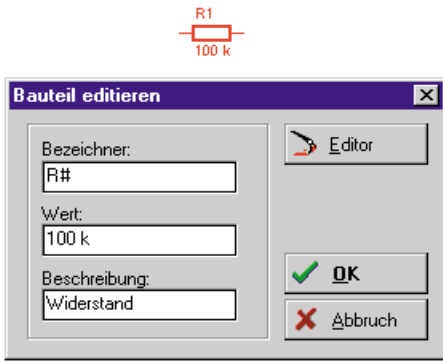 R1
100 k
Bauteil editieren
Bezeichner:
R#
Wert:
100 k
Beschreibung:
Widerstand
Editor
OK
Abbruch